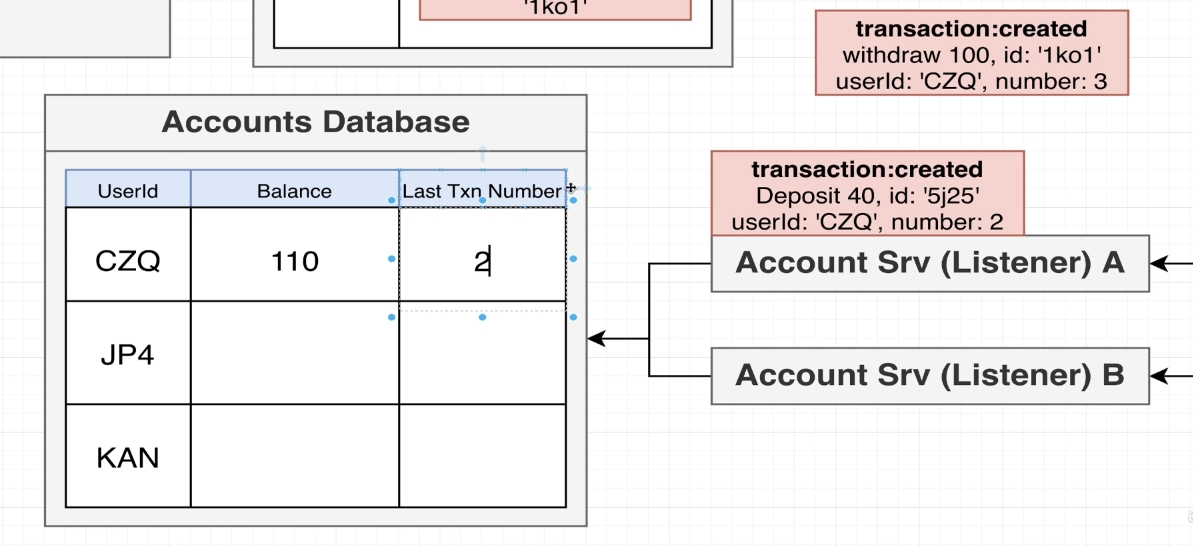 '1ko1'
transaction:created
withdraw 100, id: '1ko1'
userId: 'CZQ', number: 3
Accounts Database
transaction:created
Deposit 40, id: '5j25'
userId: 'CZQ', number: 2
UserId Balance Last Txn Number
CZQ 110 2
Account Srv (Listener) A
JP4
Account Srv (Listener) B
KAN